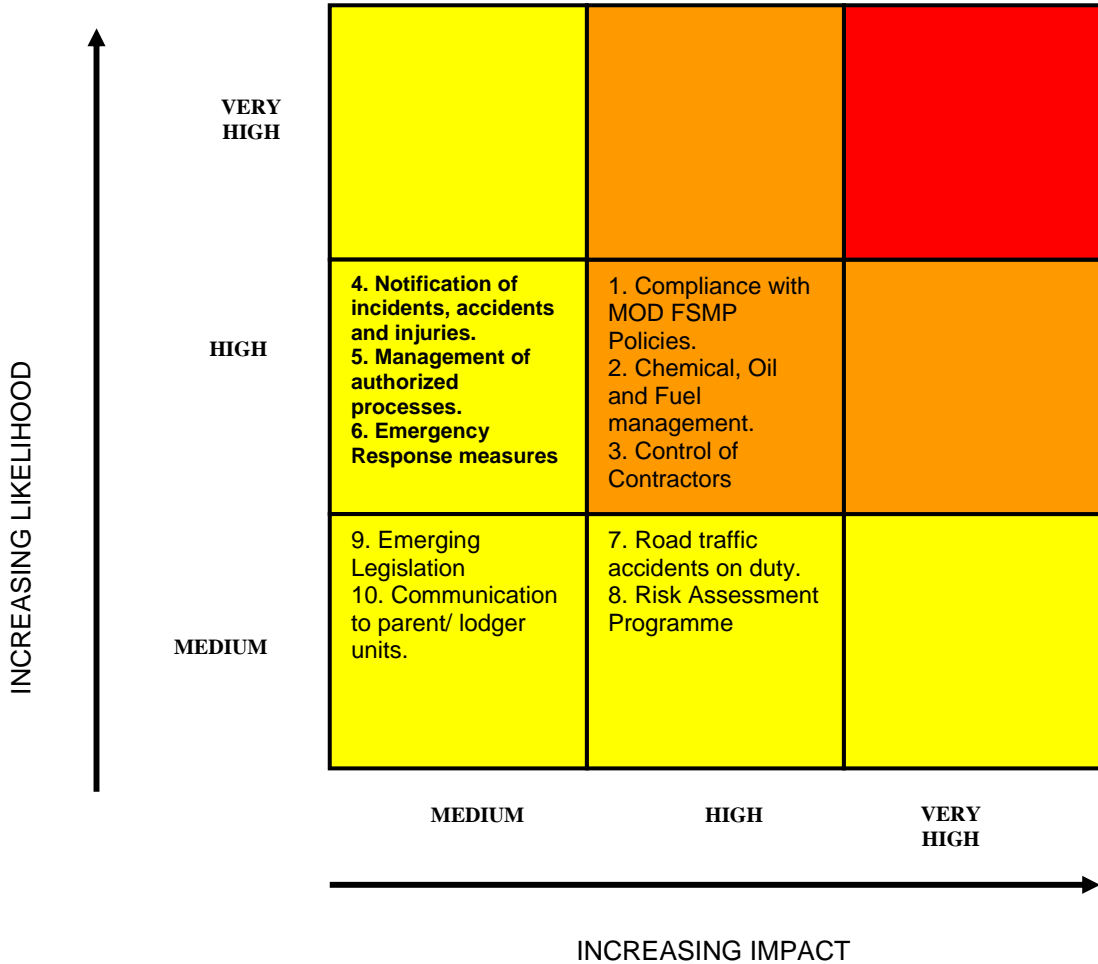 VERY
HIGH
4. Notification of
incidents, accidents
and injuries.
5. Management of
authorized
processes.
6. Emergency
Response measures
1. Compliance with
MOD FSMP
Policies.
2. Chemical, Oil
and Fuel
management.
3. Control of
Contractors
HIGH
INCREASING LIKELIHOOD
9. Emerging
Legislation
10. Communication
to parent/ lodger
units.
7. Road traffic
accidents on duty.
8. Risk Assessment
Programme
MEDIUM
MEDIUM
HIGH
VERY
HIGH
INCREASING IMPACT